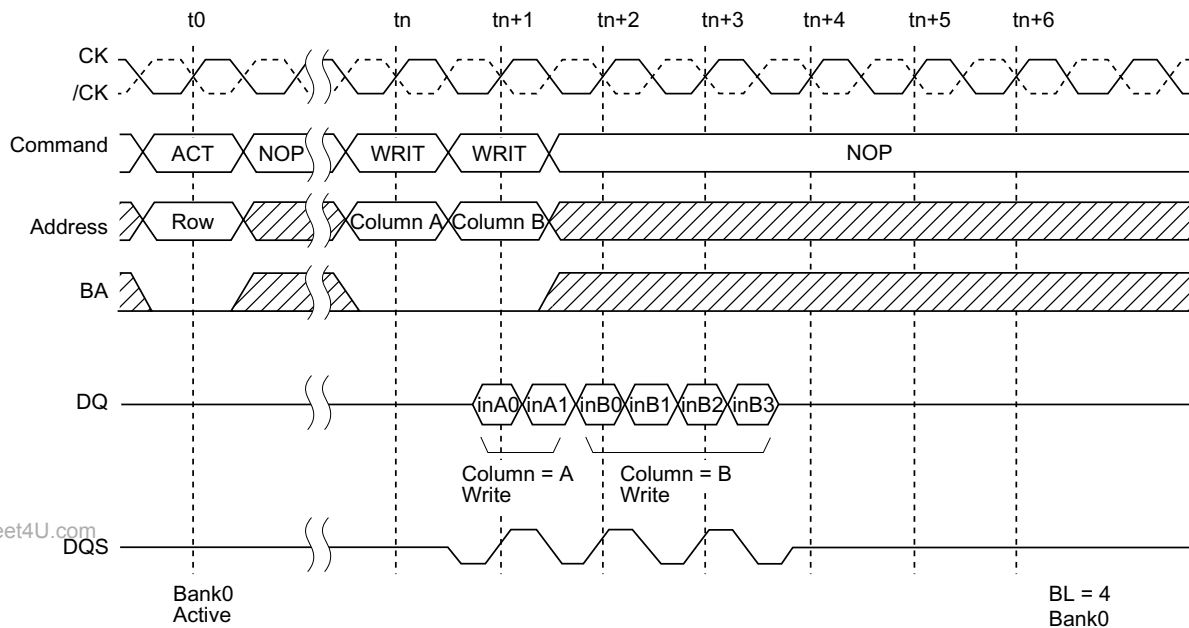 t0 tn tn+1 tn+2 tn+3 tn+4 tn+5 tn+6
CK
/CK
Command ACT NOP WRIT WRIT NOP
Address Row Column A Column B
BA
DQ inA0 inA1 inB0 inB1 inB2 inB3
Column = A Column = B
Write Write
eet4U.com
DQS
Bank0 BL = 4
Active Bank0